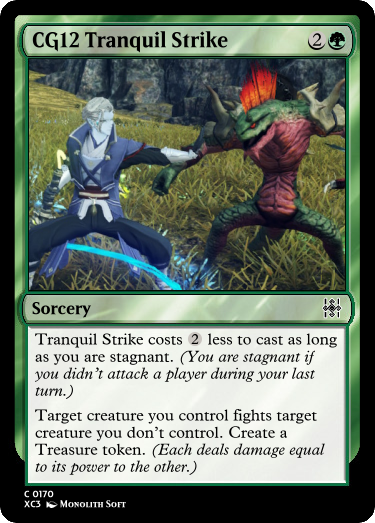 CG12 Tranquil Strike 2
Sorcery
Tranquil Strike costs 2 less to cast as long
as you are stagnant. (You are stagnant if
you didn't attack a player during your last
turn.)
Target creature you control fights target
creature you don't control. Create a
Treasure token. (Each deals damage equal
to its power to the other.)
C 0170
XC3 Monolith Soft